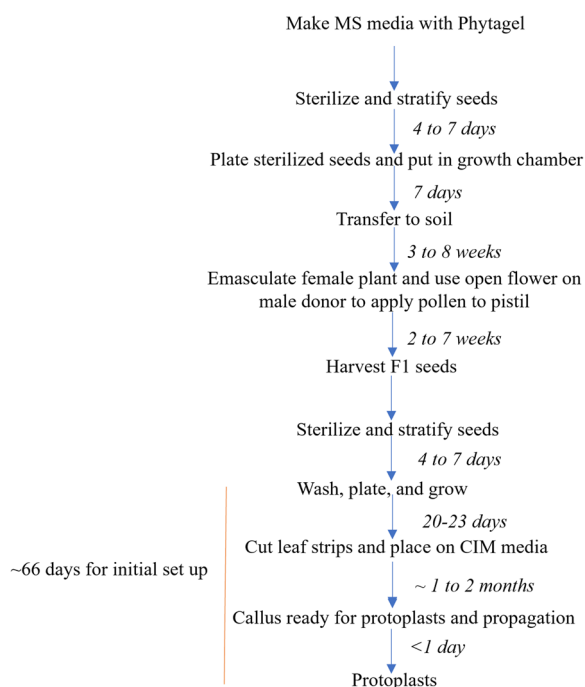 Make MS media with Phytagel
Sterilize and stratify seeds
4 to 7 days
Plate sterilized seeds and put in growth chamber
7 days
Transfer to soil
3 to 8 weeks
Emasculate female plant and use open flower on
male donor to apply pollen to pistil
2 to 7 weeks
Harvest F1 seeds
Sterilize and stratify seeds
4 to 7 days
Wash, plate, and grow
20-23 days
Cut leaf strips and place on CIM media
~66 days for initial set up
~ 1 to 2 months
Callus ready for protoplasts and propagation
<1 day
Protoplasts